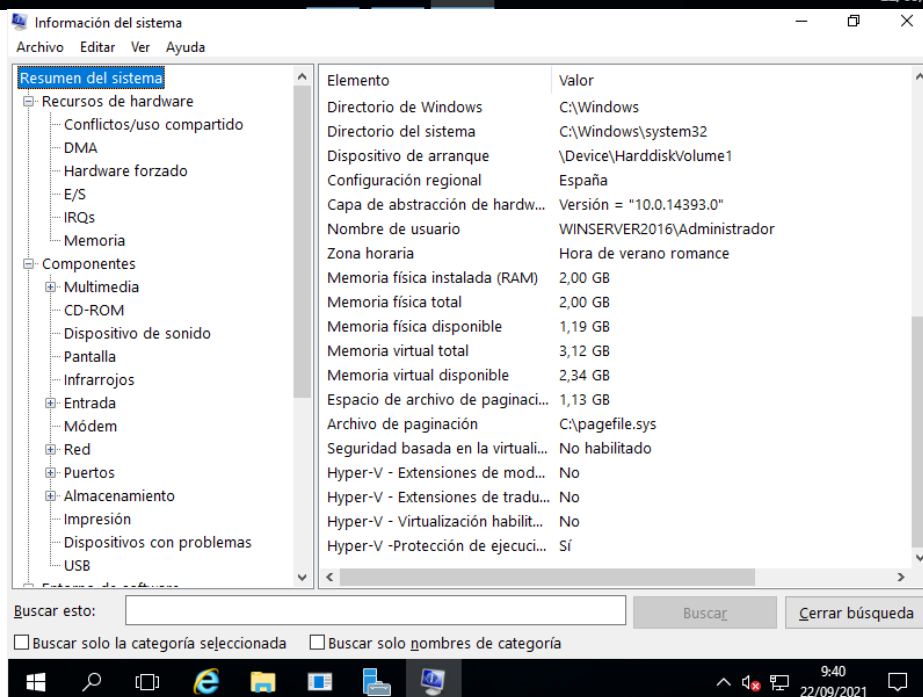 Información del sistema
Archivo Editar Ver Ayuda
Resumen del sistema
Recursos de hardware
Conflictos/uso compartido
DMA
Hardware forzado
E/S
IRQs
Memoria
Componentes
Multimedia
CD-ROM
Dispositivo de sonido
Pantalla
Infrarrojos
Entrada
Módem
Red
Puertos
Almacenamiento
Impresión
Dispositivos con problemas
USB
Elemento Valor
Directorio de Windows C:\Windows
Directorio del sistema C:\Windows\system32
Dispositivo de arranque \Device\HarddiskVolume1
Configuración regional España
Capa de abstracción de hardw... Versión = "10.0.14393.0"
Nombre de usuario WINSERVER2016\Administrador
Zona horaria Hora de verano romance
Memoria física instalada (RAM) 2,00 GB
Memoria física total 2,00 GB
Memoria física disponible 1,19 GB
Memoria virtual total 3,12 GB
Memoria virtual disponible 2,34 GB
Espacio de archivo de paginaci... 1,13 GB
Archivo de paginación C:\pagefile.sys
Seguridad basada en la virtuali... No habilitado
Hyper-V - Extensiones de mod... No
Hyper-V - Extensiones de tradu... No
Hyper-V - Virtualización habilit... No
Hyper-V -Protección de ejecuci... Sí
Buscar esto: Buscar Cerrar búsqueda
Buscar solo la categoría seleccionada Buscar solo nombres de categoría
9:40
22/09/2021